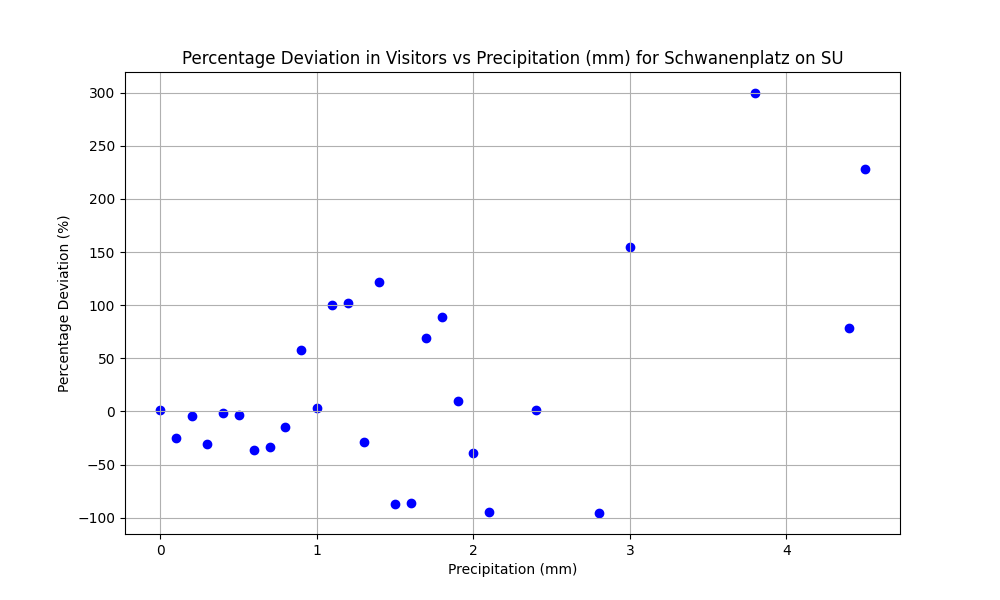 Percentage Deviation in Visitors vs Precipitation (mm) for Schwanenplatz on SU
300
250
200
150
100
50
0
−50
−100
Percentage Deviation (%)
0 1 2 3 4
Precipitation (mm)